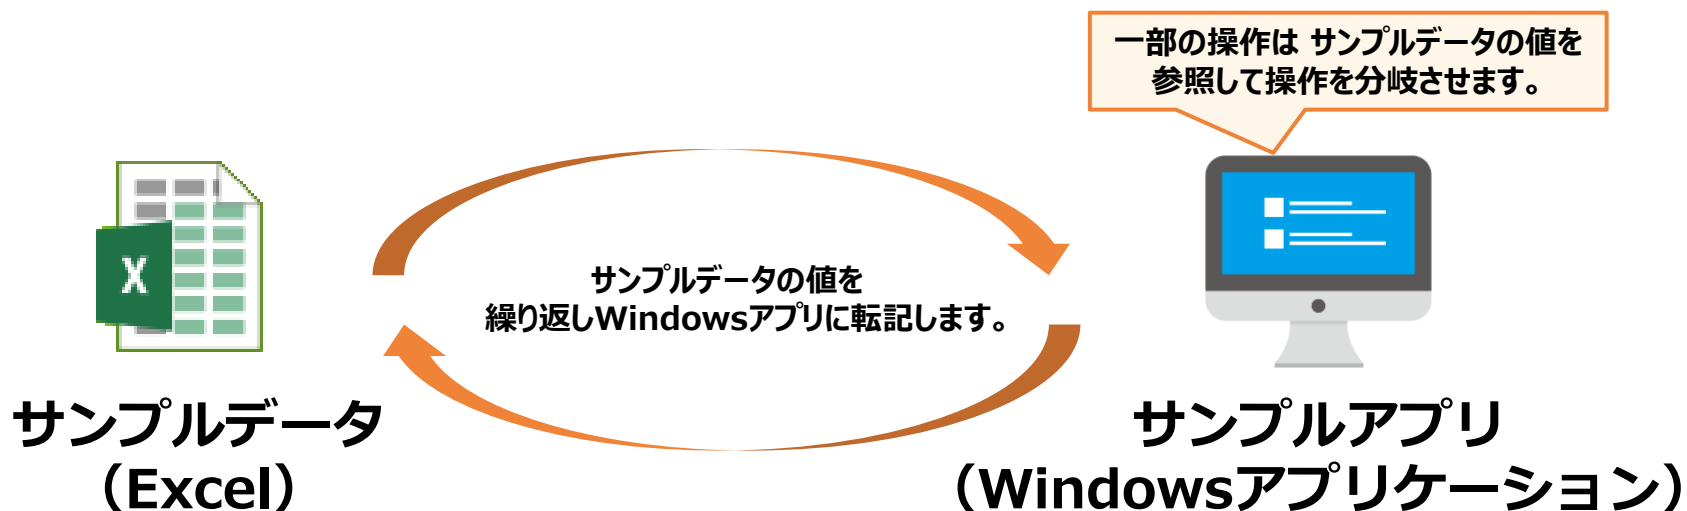 一部の操作は サンプルデータの値を
参照して操作を分岐させます。
X
サンプルデータの値を
繰り返しWindowsアプリに転記します。
サンプルデータ
（Excel）
サンプルアプリ
（Windowsアプリケーション）